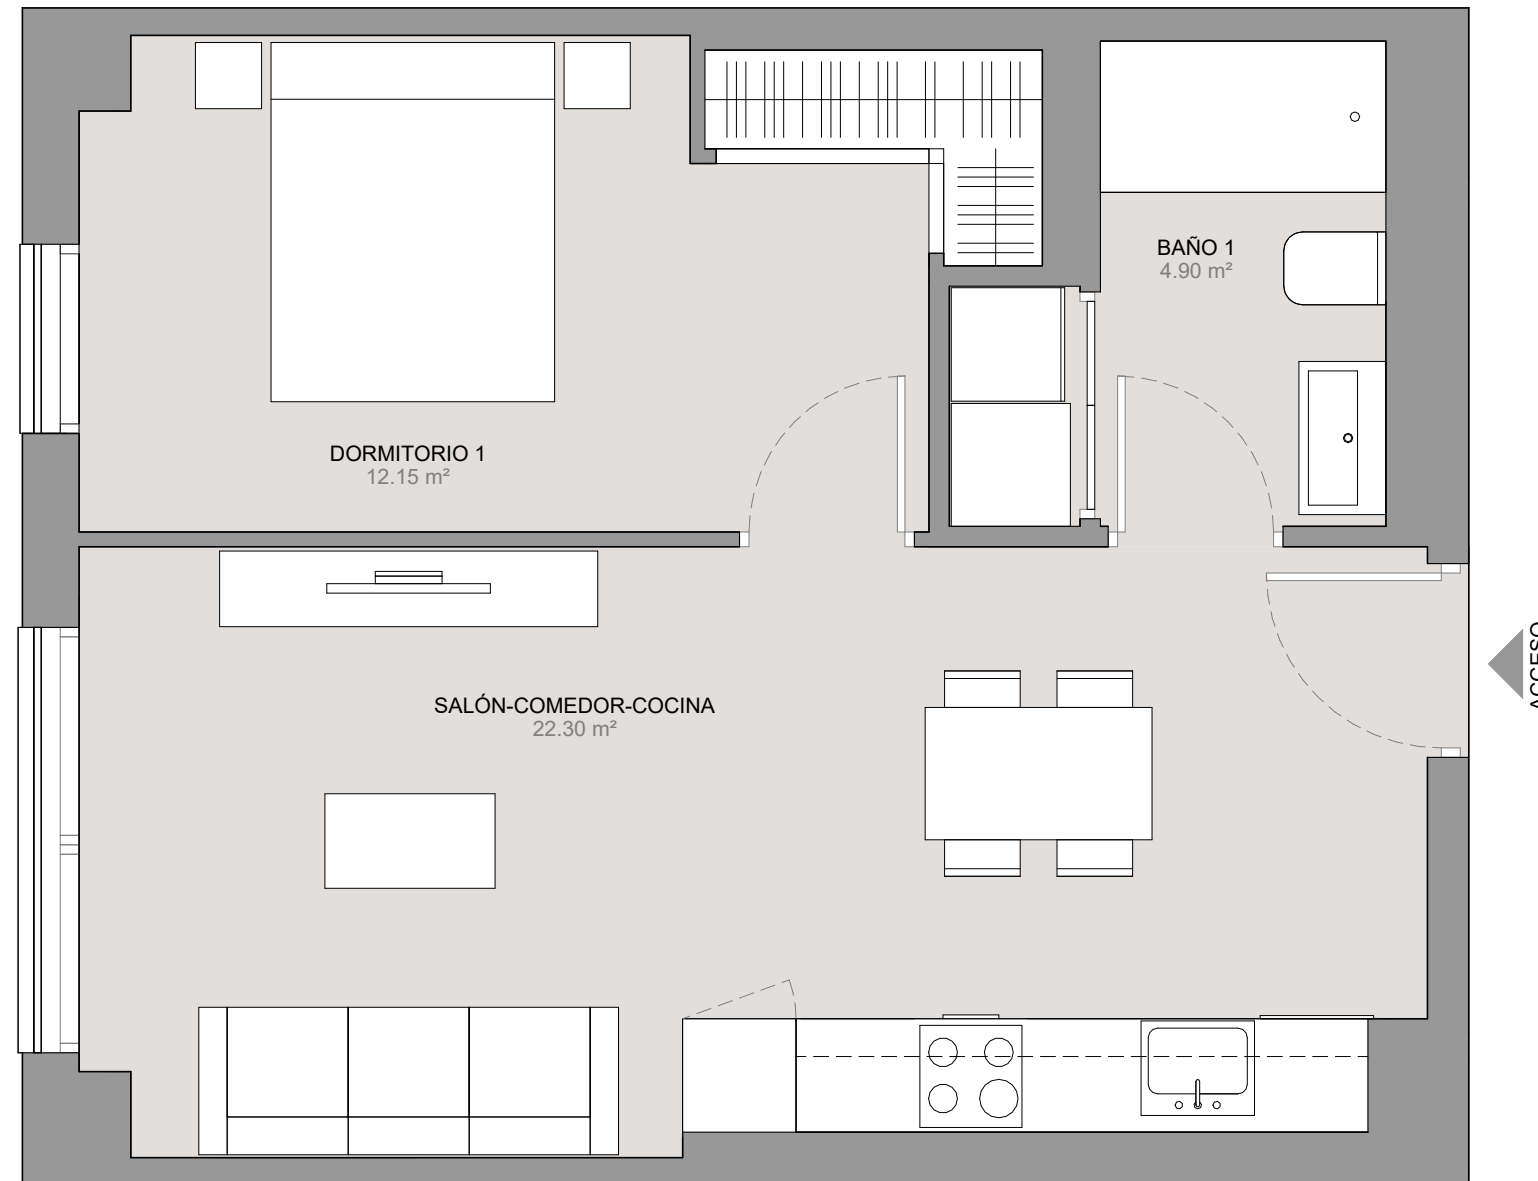 BAÑO 1
4.90 m²
DORMITORIO 1
12.15 m²
SALÓN-COMEDOR-COCINA
22.30 m²
ACCESO